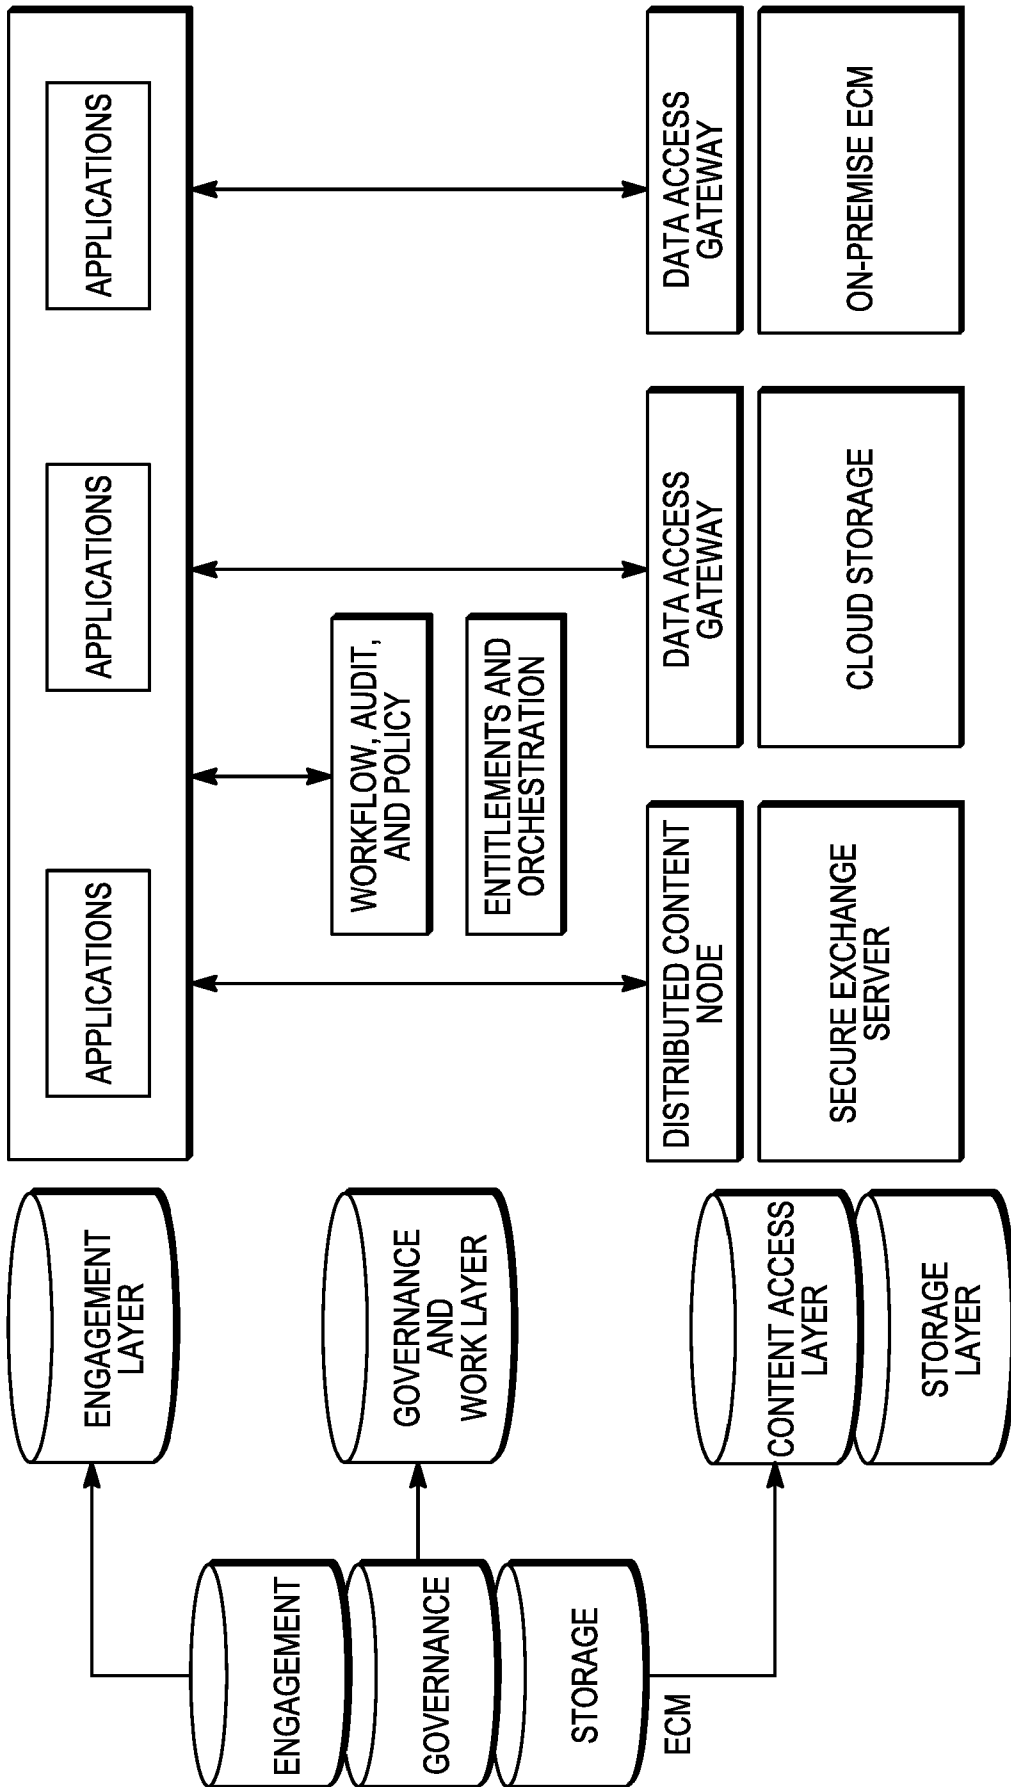 ENGAGEMENT
GOVERNANCE
STORAGE
ECM
ENGAGEMENT
LAYER
GOVERNANCE
AND
WORK LAYER
CONTENT ACCESS
LAYER
STORAGE
LAYER
APPLICATIONS
APPLICATIONS
APPLICATIONS
WORKFLOW, AUDIT,
AND POLICY
ENTITLEMENTS AND
ORCHESTRATION
DISTRIBUTED CONTENT
NODE
SECURE EXCHANGE
SERVER
DATA ACCESS
GATEWAY
CLOUD STORAGE
DATA ACCESS
GATEWAY
ON-PREMISE ECM